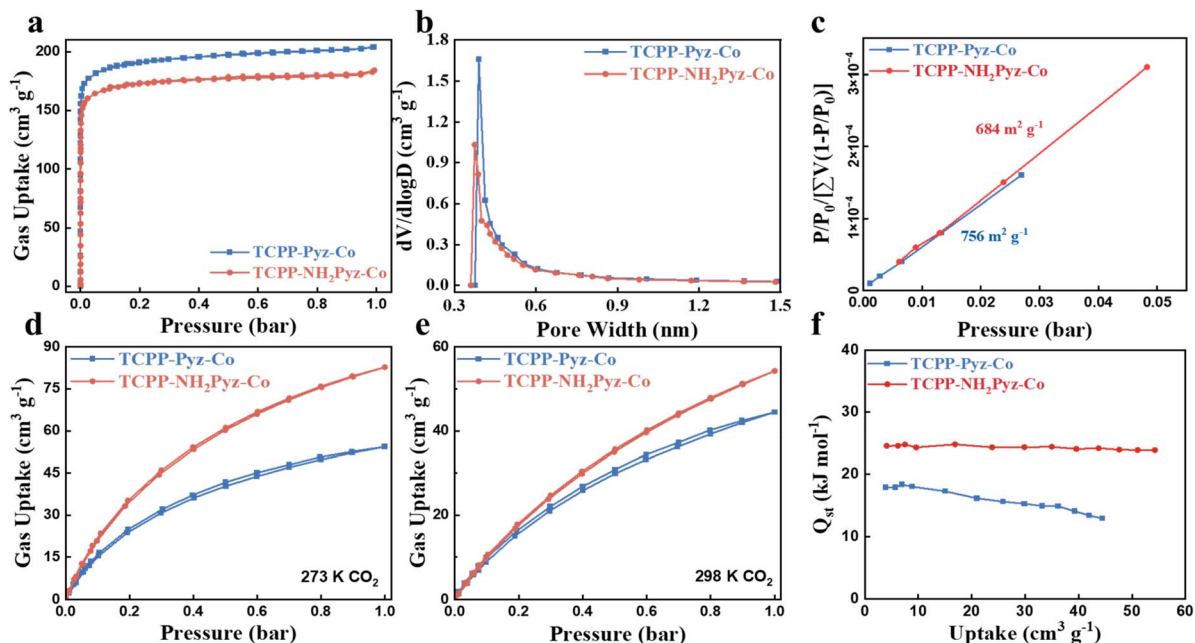 a
Gas Uptake (cm³ g⁻¹)
200
150
100
50
0
TCPP-Pyz-Co
TCPP-NH₂Pyz-Co
0.0 0.2 0.4 0.6 0.8 1.0
Pressure (bar)
b
dV/dlogD (cm³ g⁻¹)
1.8
1.5
1.2
0.9
0.6
0.3
0.0
TCPP-Pyz-Co
TCPP-NH₂Pyz-Co
0.3 0.6 0.9 1.2 1.5
Pore Width (nm)
c
P/P₀/[∑V(1-P/P₀)]
3×10⁻⁴
2×10⁻⁴
1×10⁻⁴
0
TCPP-Pyz-Co
TCPP-NH₂Pyz-Co
684 m² g⁻¹
756 m² g⁻¹
0.00 0.01 0.02 0.03 0.04 0.05
Pressure (bar)
d
Gas Uptake (cm³ g⁻¹)
90
75
60
45
30
15
0
TCPP-Pyz-Co
TCPP-NH₂Pyz-Co
273 K CO₂
0.0 0.2 0.4 0.6 0.8 1.0
Pressure (bar)
e
Gas Uptake (cm³ g⁻¹)
60
40
20
0
TCPP-Pyz-Co
TCPP-NH₂Pyz-Co
298 K CO₂
0.0 0.2 0.4 0.6 0.8 1.0
Pressure (bar)
f
Qst (kJ mol⁻¹)
40
30
20
10
0
TCPP-Pyz-Co
TCPP-NH₂Pyz-Co
0 10 20 30 40 50 60
Uptake (cm³ g⁻¹)